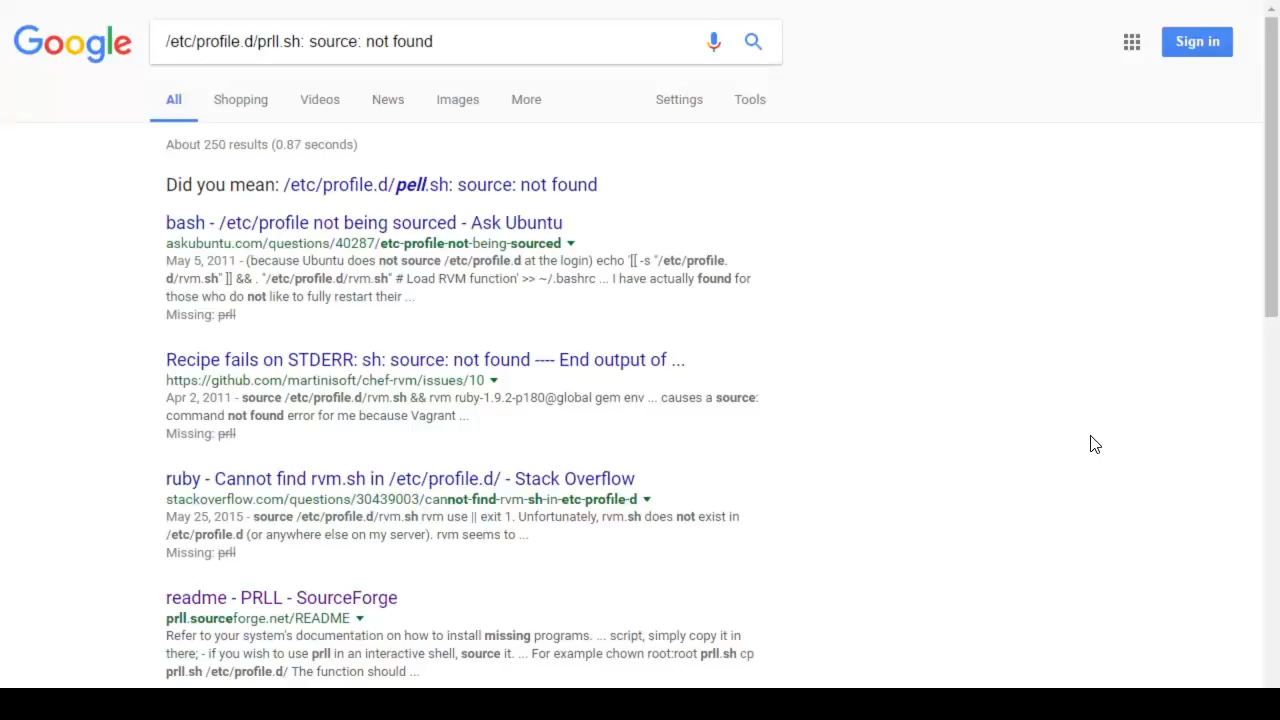 Google
/etc/profile.d/prll.sh: source: not found
Sign in
All Shopping Videos News Images More Settings Tools
About 250 results (0.87 seconds)
Did you mean: /etc/profile.d/pell.sh: source: not found
bash - /etc/profile not being sourced - Ask Ubuntu
askubuntu.com/questions/40287/etc-profile-not-being-sourced
May 5, 2011 - (because Ubuntu does not source /etc/profile.d at the login) echo '[[ -s "/etc/profile.
d/rvm.sh" ]] && . "/etc/profile.d/rvm.sh" # Load RVM function' >> ~/.bashrc ... I have actually found for
those who do not like to fully restart their ...
Missing: prll
Recipe fails on STDERR: sh: source: not found ---- End output of ...
https://github.com/martinisoft/chef-rvm/issues/10
Apr 2, 2011 - source /etc/profile.d/rvm.sh && rvm ruby-1.9.2-p180@global gem env ... causes a source:
command not found error for me because Vagrant ...
Missing: prll
ruby - Cannot find rvm.sh in /etc/profile.d/ - Stack Overflow
stackoverflow.com/questions/30439003/cannot-find-rvm-sh-in-etc-profile-d
May 25, 2015 - source /etc/profile.d/rvm.sh rvm use || exit 1. Unfortunately, rvm.sh does not exist in
/etc/profile.d (or anywhere else on my server). rvm seems to ...
Missing: prll
readme - PRLL - SourceForge
prll.sourceforge.net/README
Refer to your system's documentation on how to install missing programs. ... script, simply copy it in
there; - if you wish to use prll in an interactive shell, source it. ... For example chown root:root prll.sh cp
prll.sh /etc/profile.d/ The function should ...